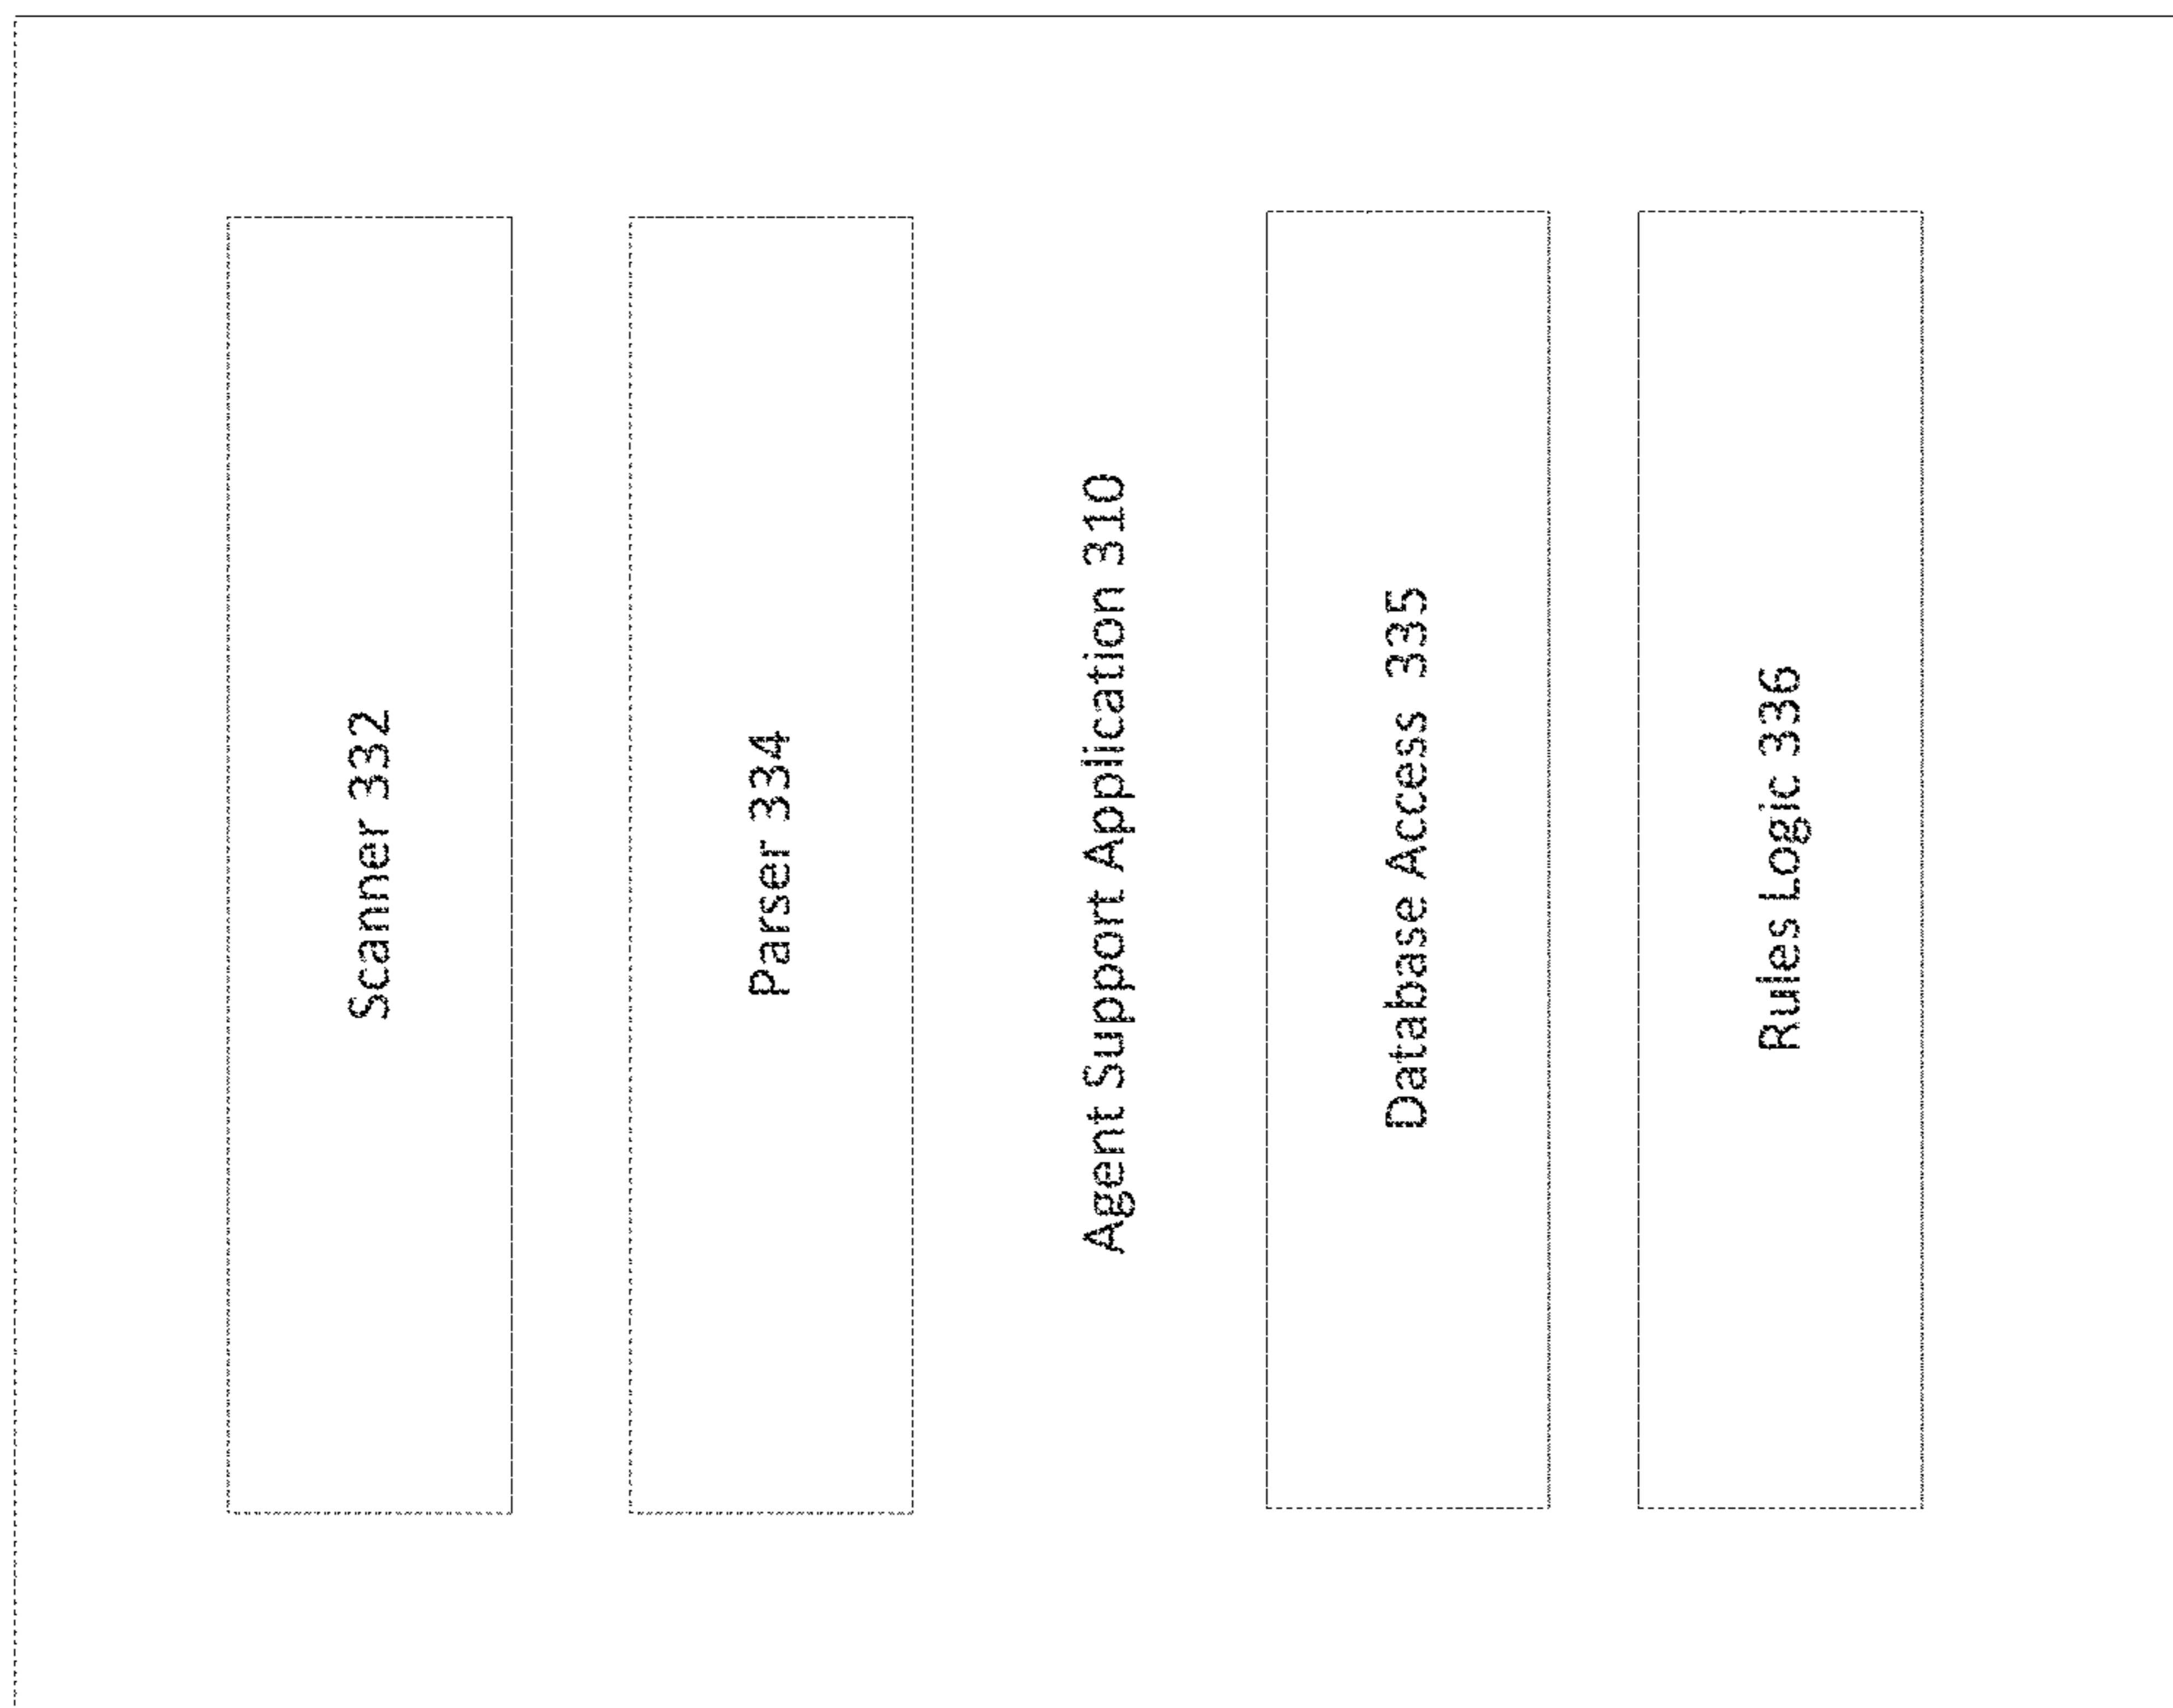 Scanner 332
Parser 334
Agent Support Application 310
Database Access 335
Rules Logic 336